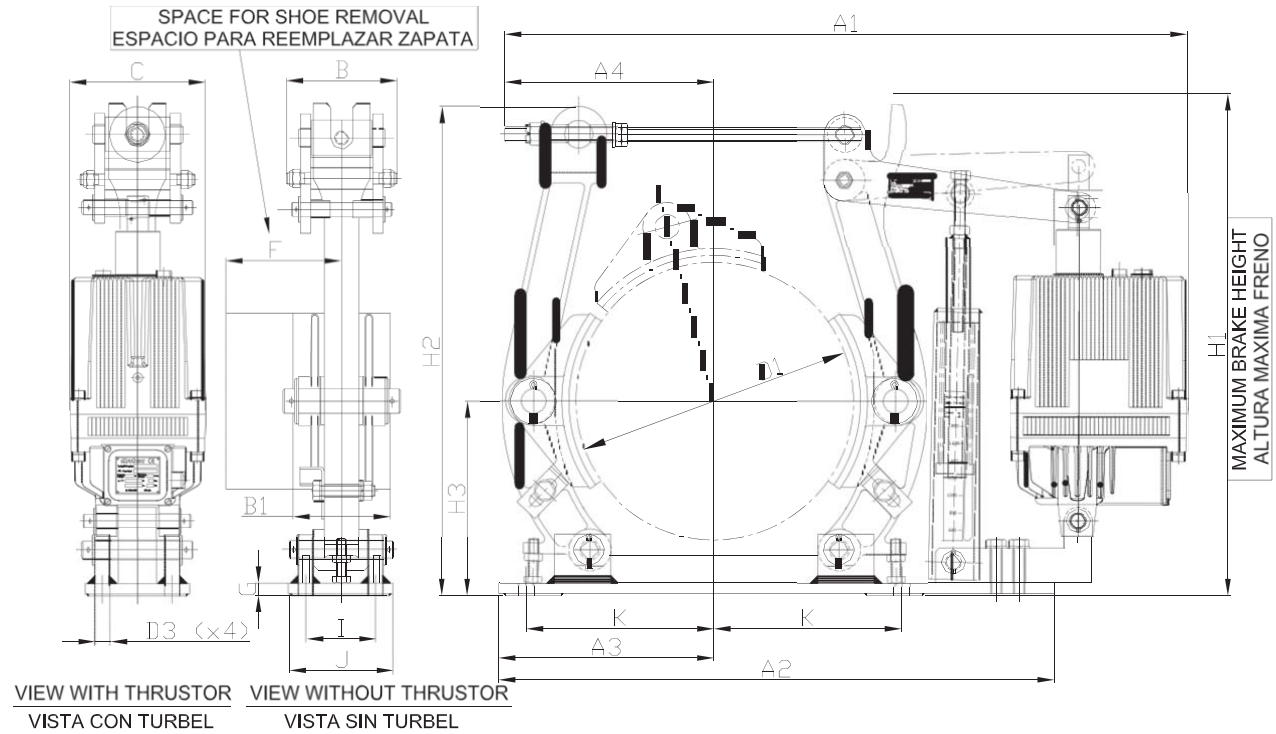 SPACE FOR SHOE REMOVAL
ESPACIO PARA REEMPLAZAR ZAPATA
A1
C
B
A4
F
H2
D1
H1
MAXIMUM BRAKE HEIGHT
ALTURA MAXIMA FRENO
B1
H3
G
D3 (x4)
I
J
K
K
A3
A2
VIEW WITH THRUSTOR
VISTA CON TURBEL
VIEW WITHOUT THRUSTOR
VISTA SIN TURBEL